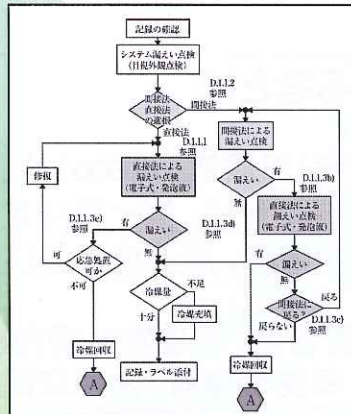 記録の確認
システム漏えい点検
(目視外観点検)
D.1.1.2
参照
間接法
直接法
の選択
間接法
直接法
D.1.1.1
参照
間接法による
漏えい点検
修復
直接法による
漏えい点検
(電子式・発泡液)
漏えい
有
無
D.1.1.3b)
参照
直接法による
漏えい点検
(電子式・発泡液)
D.1.1.3c)
参照
有
漏えい
無
D.1.1.3d)
参照
有
漏えい
無
可
応急処置
可か
不可
冷媒量
不足
十分
冷媒充填
間接法に
戻る?
戻る
戻らない
D.1.1.3e)
参照
冷媒回収
A
記録・ラベル添付
冷媒回収
A